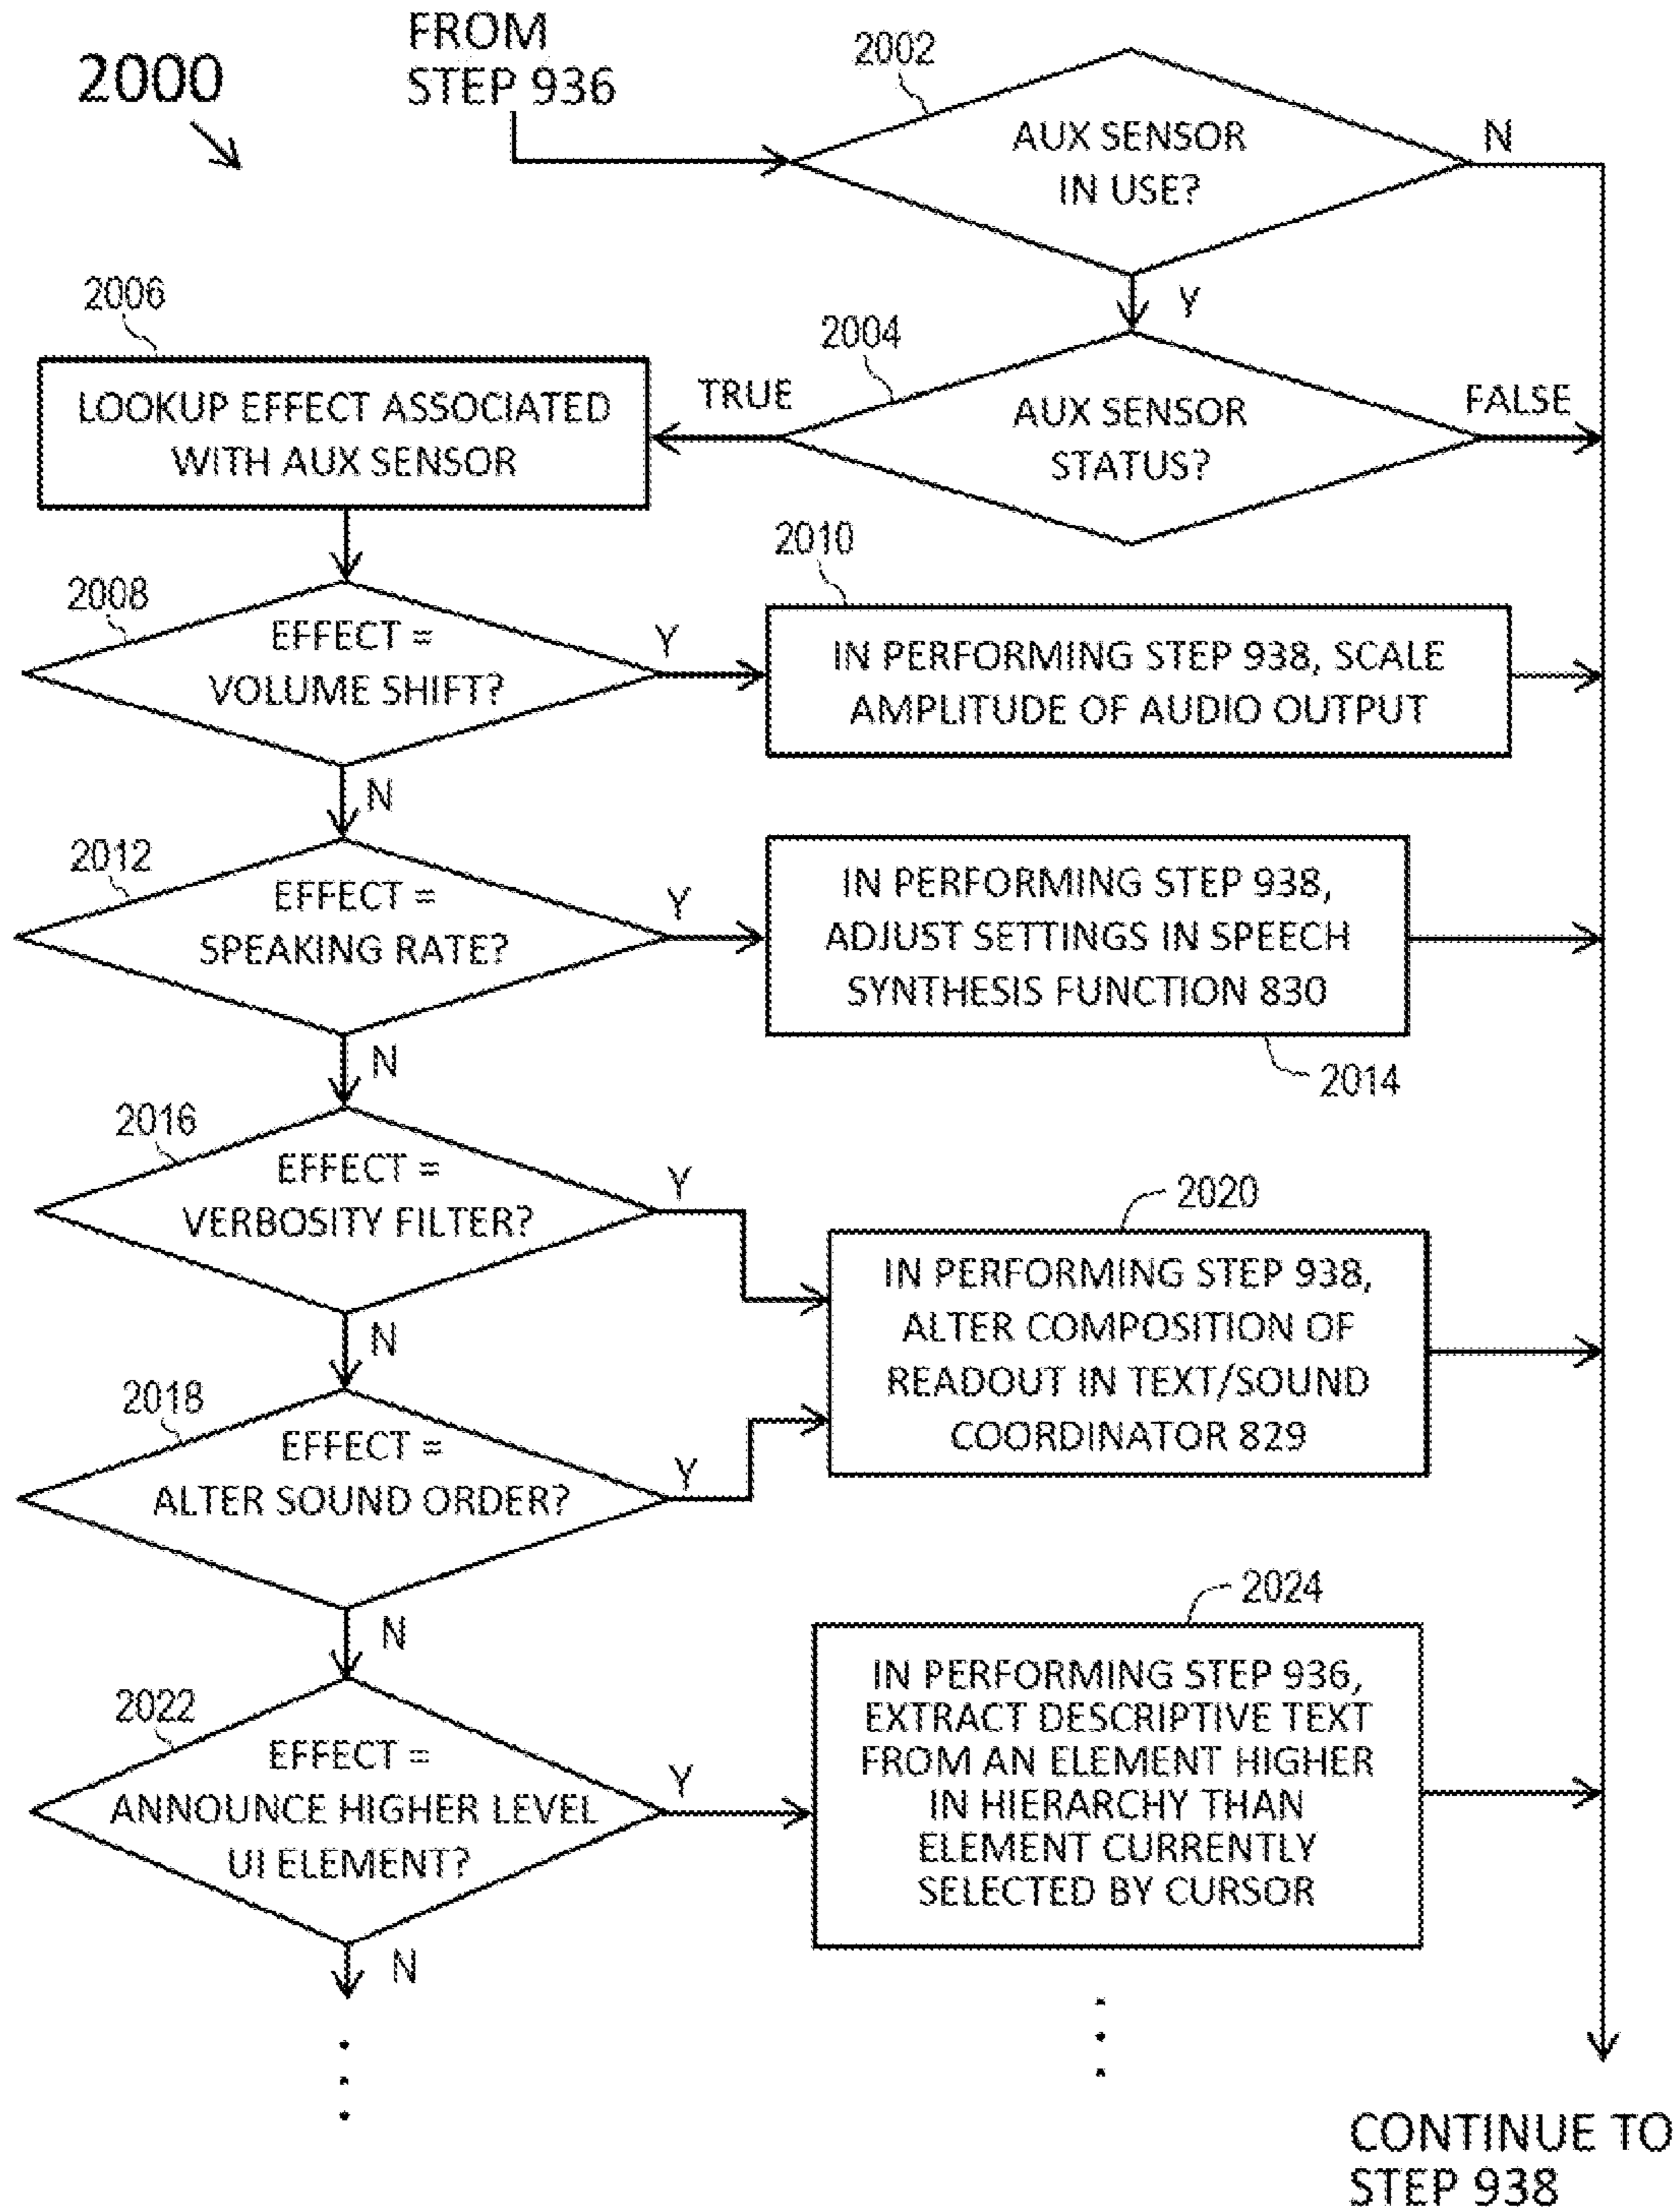 2000
FROM
STEP 936
2002
AUX SENSOR
IN USE?
N
Y
2004
AUX SENSOR
STATUS?
TRUE
FALSE
2006
LOOKUP EFFECT ASSOCIATED
WITH AUX SENSOR
2008
EFFECT =
VOLUME SHIFT?
Y
N
2010
IN PERFORMING STEP 938, SCALE
AMPLITUDE OF AUDIO OUTPUT
2012
EFFECT =
SPEAKING RATE?
Y
N
IN PERFORMING STEP 938,
ADJUST SETTINGS IN SPEECH
SYNTHESIS FUNCTION 830
2014
2016
EFFECT =
VERBOSITY FILTER?
Y
N
2018
EFFECT =
ALTER SOUND ORDER?
Y
N
2020
IN PERFORMING STEP 938,
ALTER COMPOSITION OF
READOUT IN TEXT/SOUND
COORDINATOR 829
2022
EFFECT =
ANNOUNCE HIGHER LEVEL
UI ELEMENT?
Y
N
2024
IN PERFORMING STEP 936,
EXTRACT DESCRIPTIVE TEXT
FROM AN ELEMENT HIGHER
IN HIERARCHY THAN
ELEMENT CURRENTLY
SELECTED BY CURSOR
CONTINUE TO
STEP 938